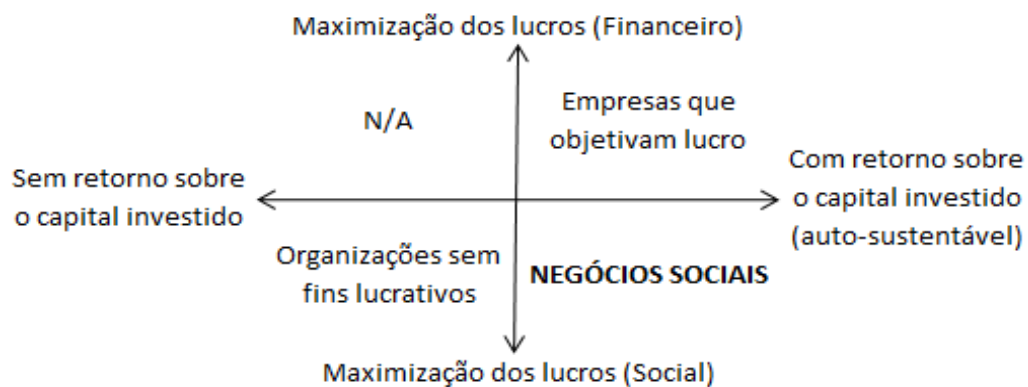 Maximização dos lucros (Financeiro)
N/A
Empresas que
objetivam lucro
Sem retorno sobre
o capital investido
Com retorno sobre
o capital investido
(auto-sustentável)
Organizações sem
fins lucrativos
NEGÓCIOS SOCIAIS
Maximização dos lucros (Social)